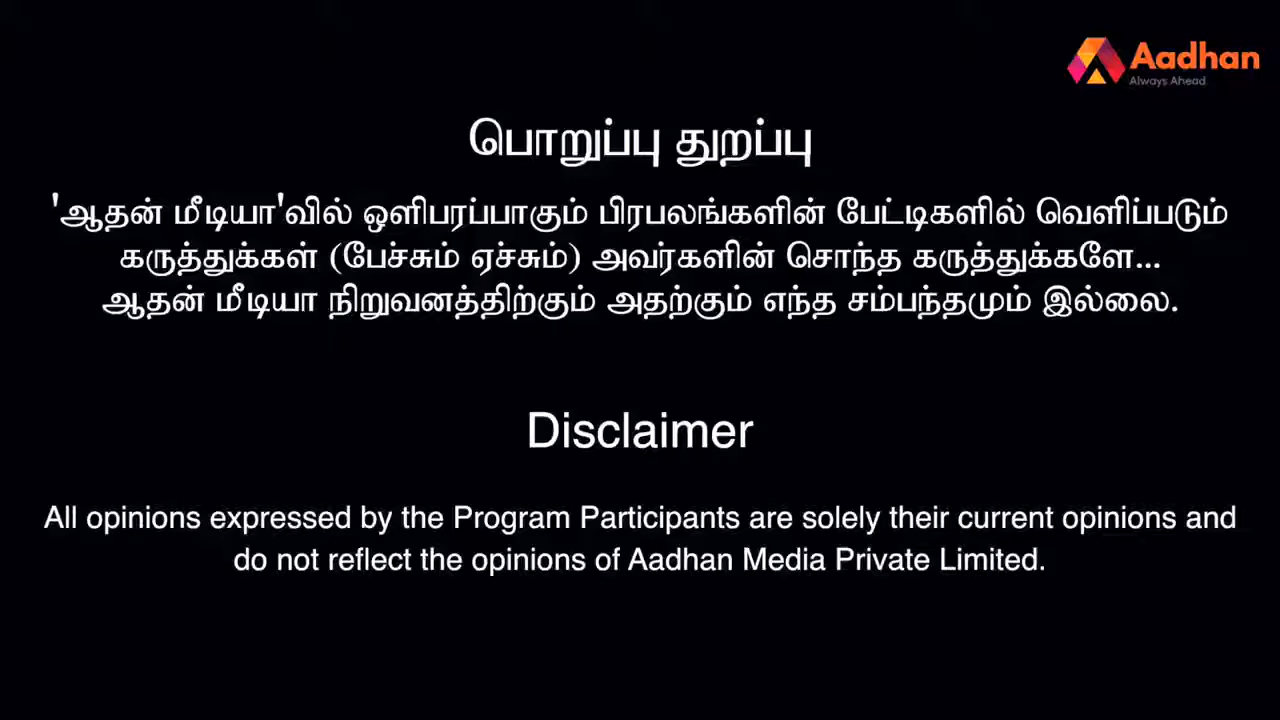 Aadhan
Always Ahead
பொறுப்பு துறப்பு
'ஆதன் மீடியா'வில் ஒளிபரப்பாகும் பிரபலங்களின் பேட்டிகளில் வெளிப்படும்
கருத்துக்கள் (பேச்சும் ஏச்சும்) அவர்களின் சொந்த கருத்துக்களே...
ஆதன் மீடியா நிறுவனத்திற்கும் அதற்கும் எந்த சம்பந்தமும் இல்லை.
Disclaimer
All opinions expressed by the Program Participants are solely their current opinions and
do not reflect the opinions of Aadhan Media Private Limited.